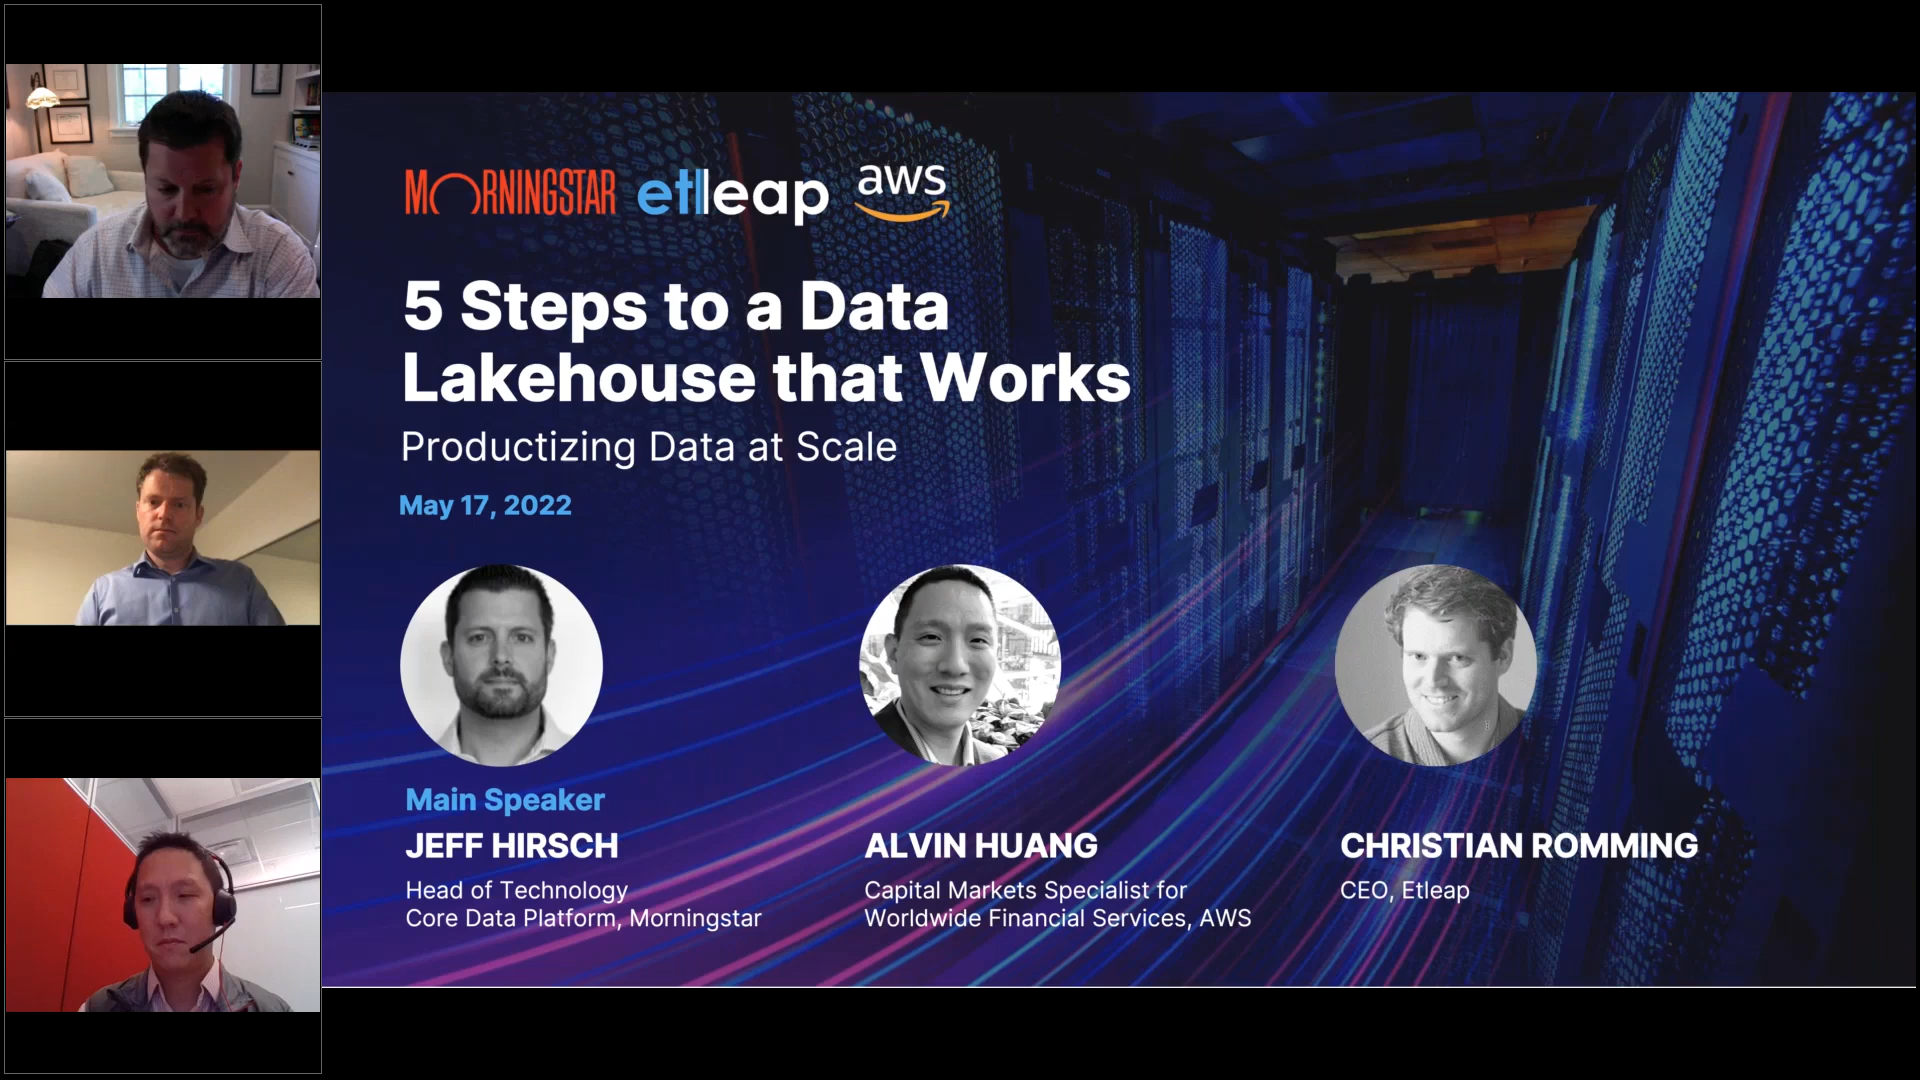 MORNINGSTAR etleap aws
5 Steps to a Data
Lakehouse that Works
Productizing Data at Scale
May 17, 2022
Main Speaker
JEFF HIRSCH
Head of Technology
Core Data Platform, Morningstar
ALVIN HUANG
Capital Markets Specialist for
Worldwide Financial Services, AWS
CHRISTIAN ROMMING
CEO, Etleap